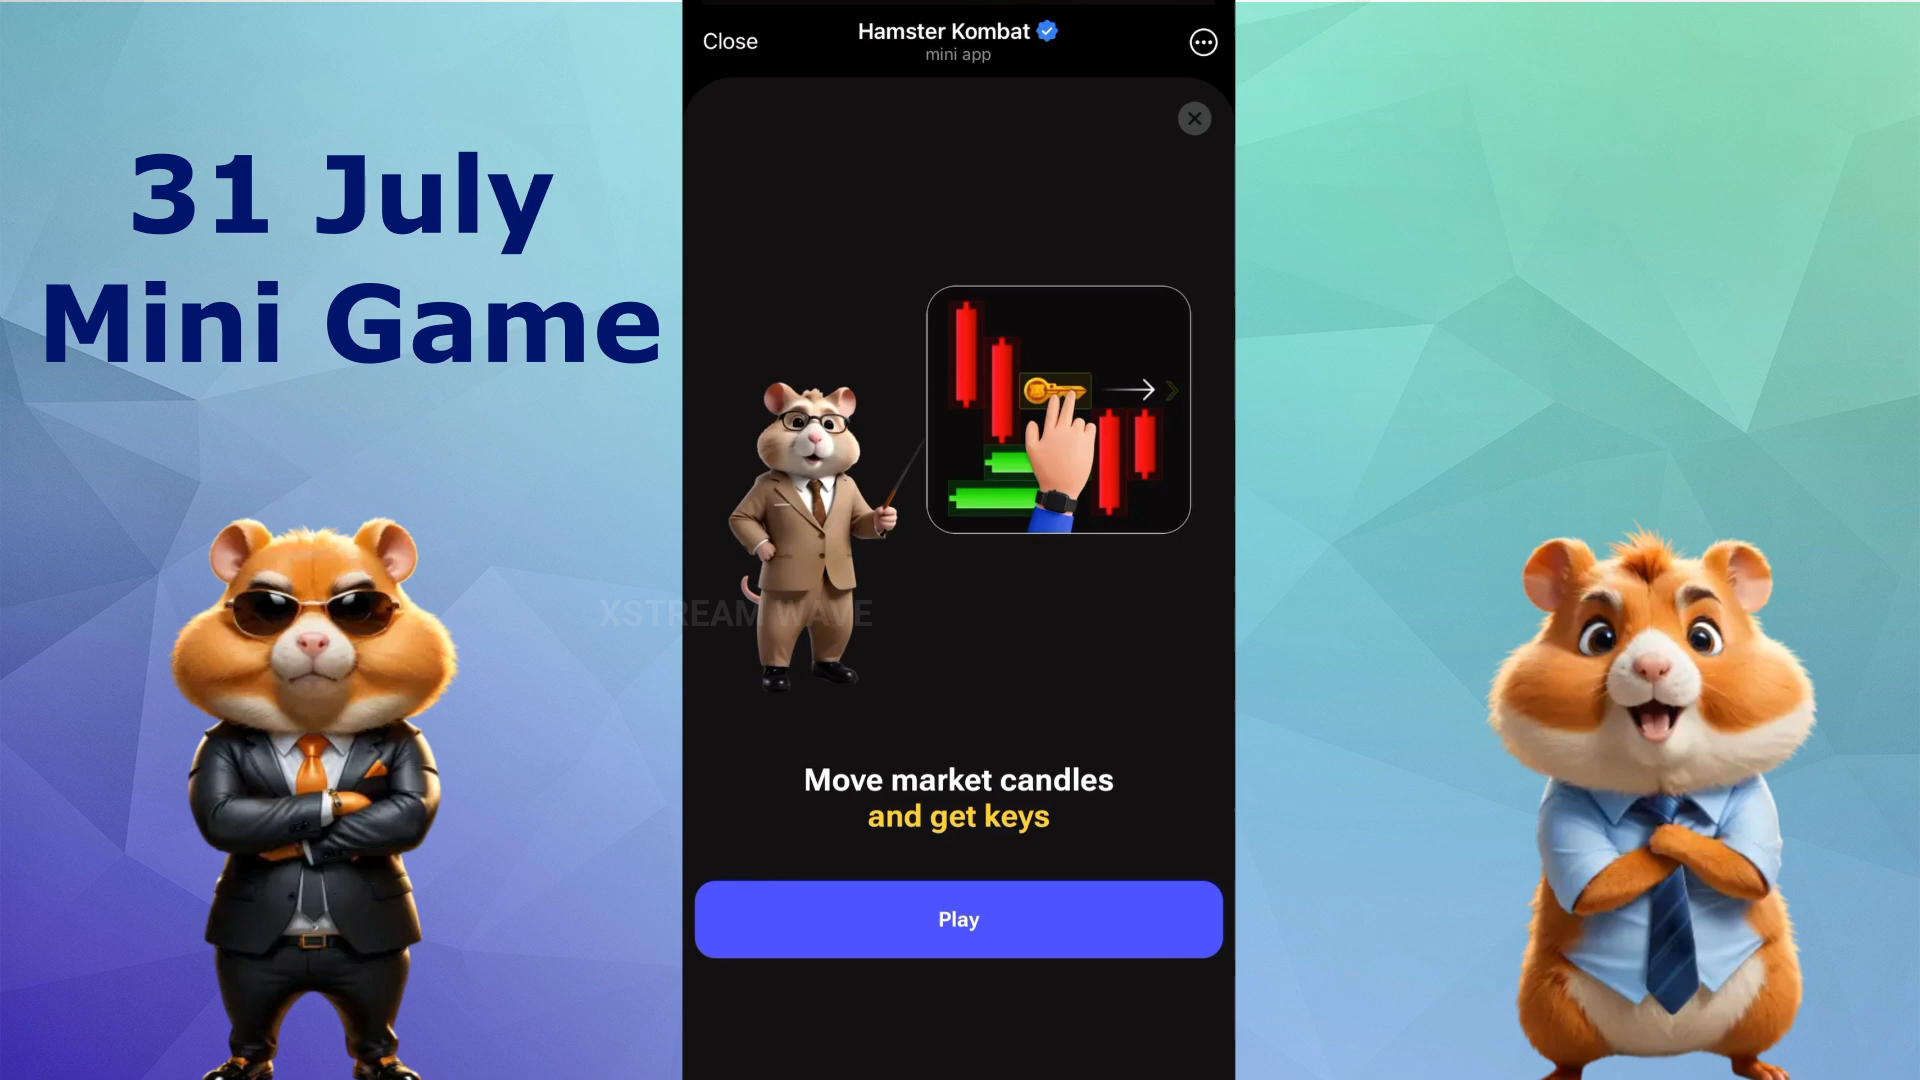 31 July
Mini Game
Close
Hamster Kombat
mini app
XSTREAM WAVE
Move market candles
and get keys
Play